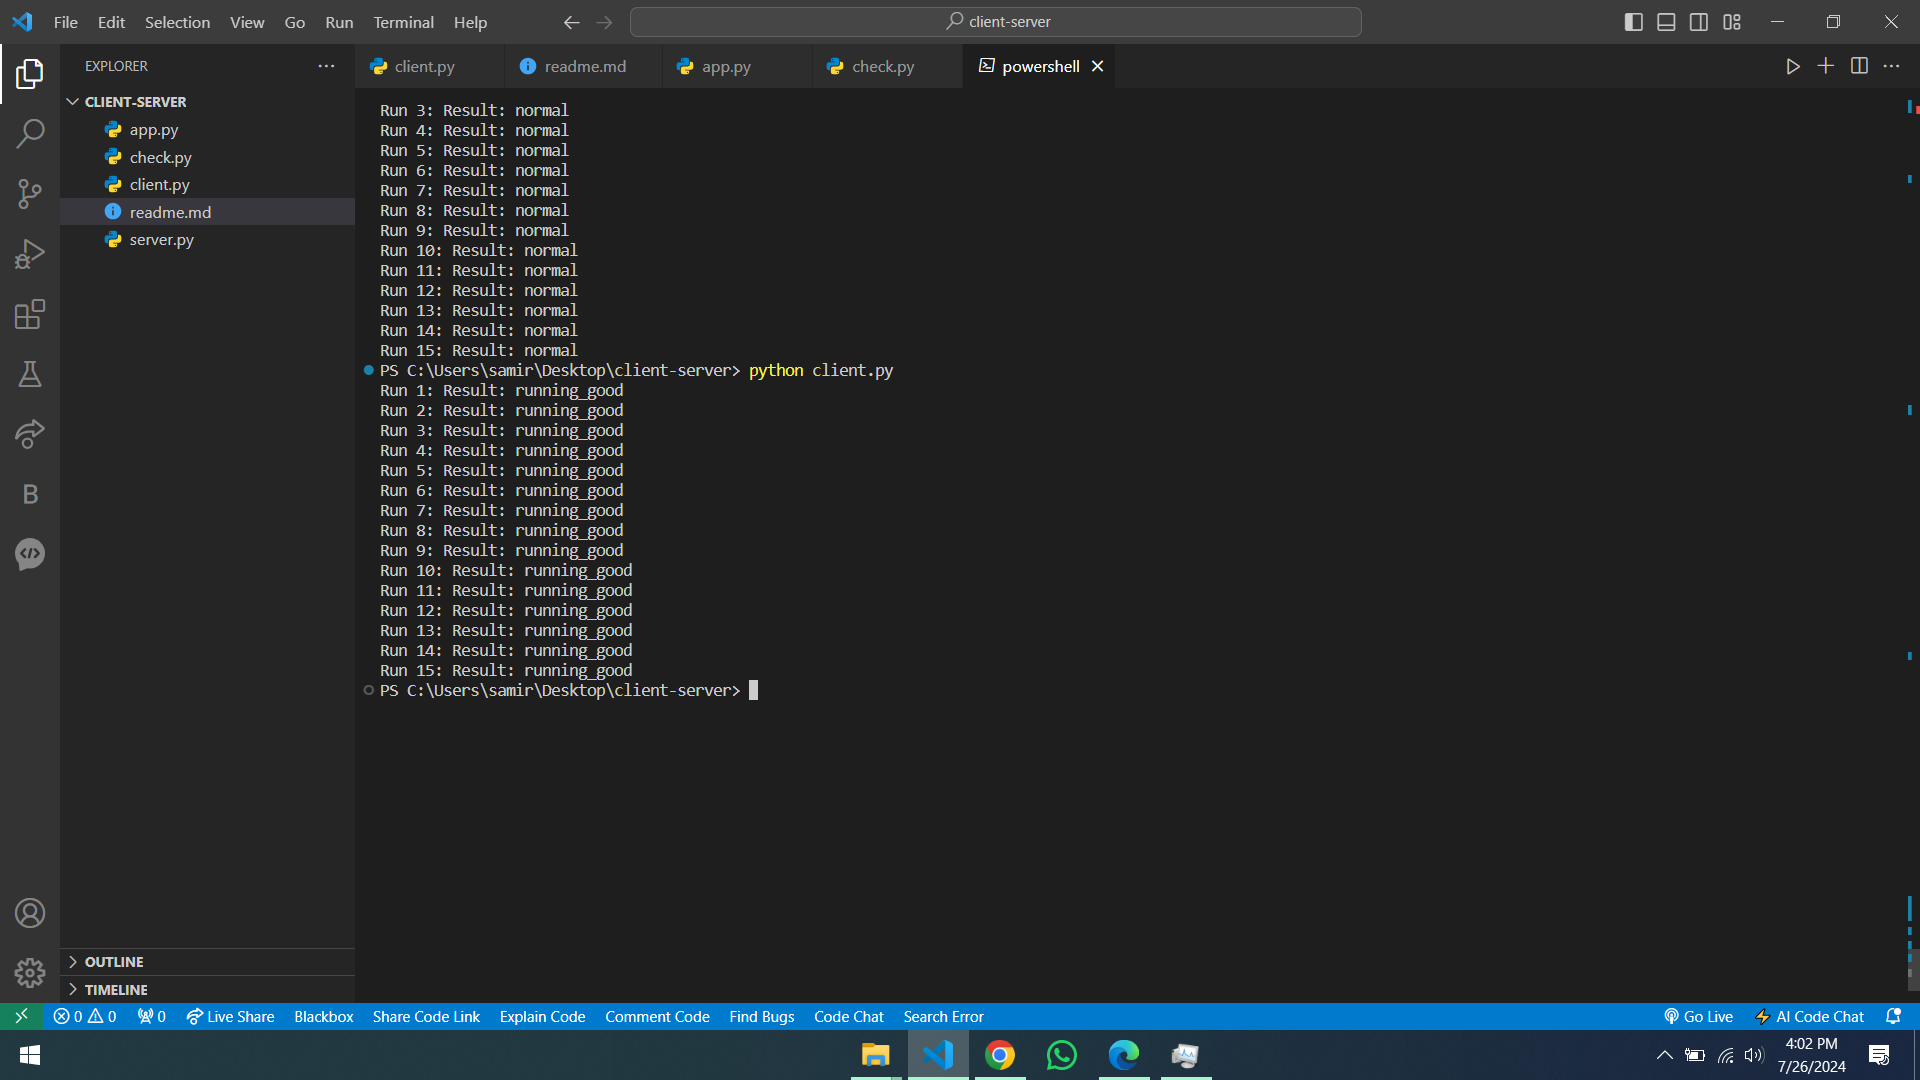 File Edit Selection View Go Run Terminal Help
client-server
EXPLORER
client.py
readme.md
app.py
check.py
powershell
CLIENT-SERVER
app.py
check.py
client.py
readme.md
server.py
Run 3: Result: normal
Run 4: Result: normal
Run 5: Result: normal
Run 6: Result: normal
Run 7: Result: normal
Run 8: Result: normal
Run 9: Result: normal
Run 10: Result: normal
Run 11: Result: normal
Run 12: Result: normal
Run 13: Result: normal
Run 14: Result: normal
Run 15: Result: normal
PS C:\Users\samir\Desktop\client-server> python client.py
Run 1: Result: running_good
Run 2: Result: running_good
Run 3: Result: running_good
Run 4: Result: running_good
Run 5: Result: running_good
Run 6: Result: running_good
Run 7: Result: running_good
Run 8: Result: running_good
Run 9: Result: running_good
Run 10: Result: running_good
Run 11: Result: running_good
Run 12: Result: running_good
Run 13: Result: running_good
Run 14: Result: running_good
Run 15: Result: running_good
PS C:\Users\samir\Desktop\client-server>
B
OUTLINE
TIMELINE
0 0 0 Live Share Blackbox Share Code Link Explain Code Comment Code Find Bugs Code Chat Search Error Go Live AI Code Chat
4:02 PM
7/26/2024